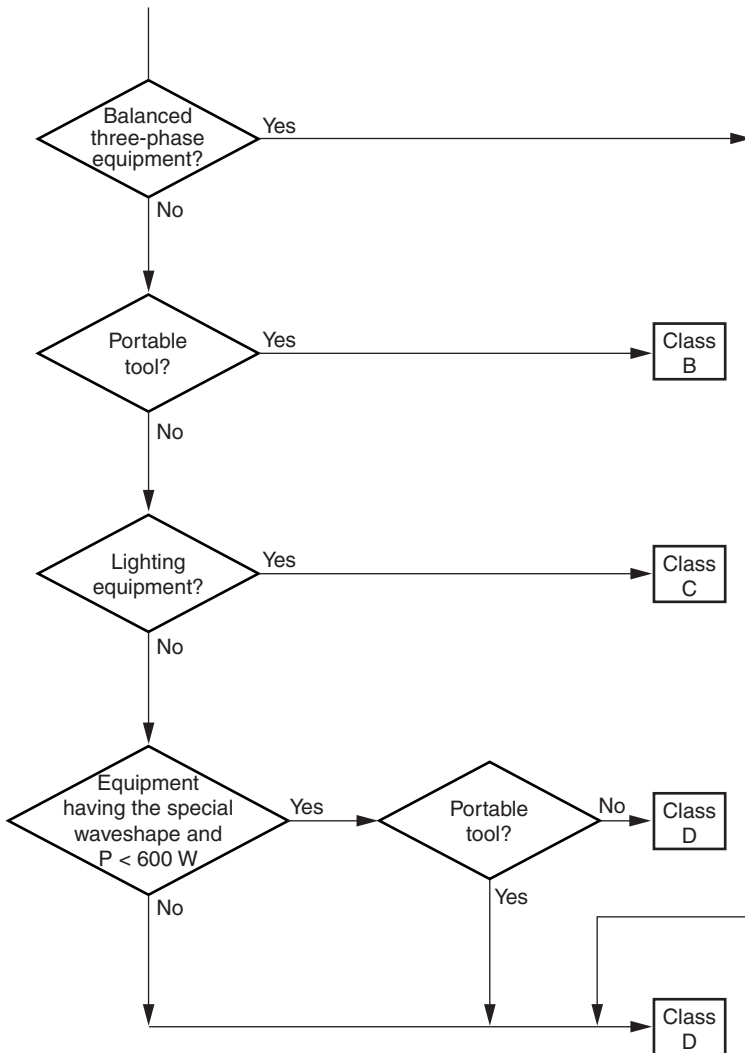 Balanced
three-phase
equipment?
Yes
No
Portable
tool?
Yes
Class
B
No
Lighting
equipment?
Yes
Class
C
No
Equipment
having the special
waveshape and
P < 600 W
Yes
Portable
tool?
No
Class
D
No
Yes
Class
D